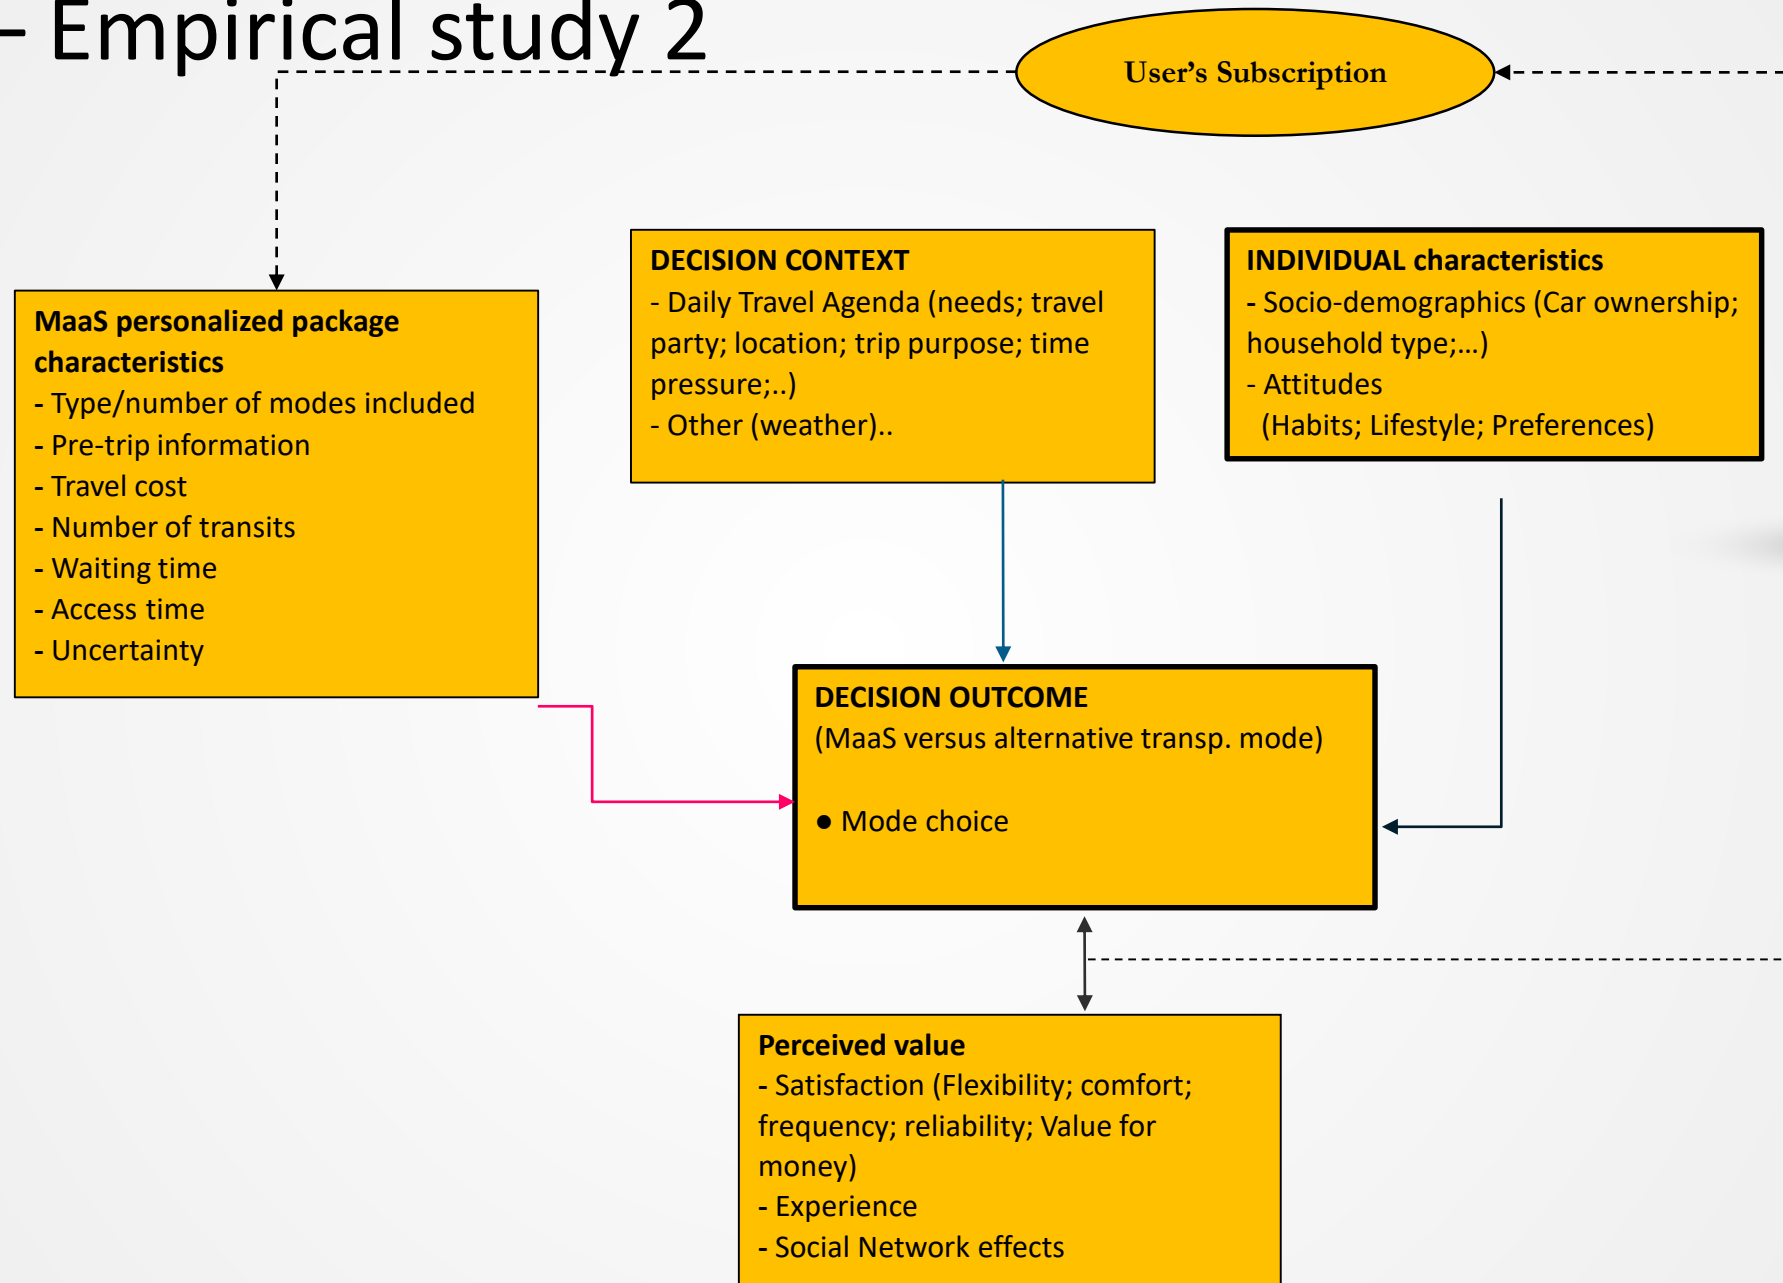 – Empirical study 2
User’s Subscription
DECISION CONTEXT
- Daily Travel Agenda (needs; travel
party; location; trip purpose; time
pressure;..)
- Other (weather)..
INDIVIDUAL characteristics
- Socio-demographics (Car ownership;
household type;…)
- Attitudes
(Habits; Lifestyle; Preferences)
MaaS personalized package
characteristics
- Type/number of modes included
- Pre-trip information
- Travel cost
- Number of transits
- Waiting time
- Access time
- Uncertainty
DECISION OUTCOME
(MaaS versus alternative transp. mode)
● Mode choice
Perceived value
- Satisfaction (Flexibility; comfort;
frequency; reliability; Value for
money)
- Experience
- Social Network effects